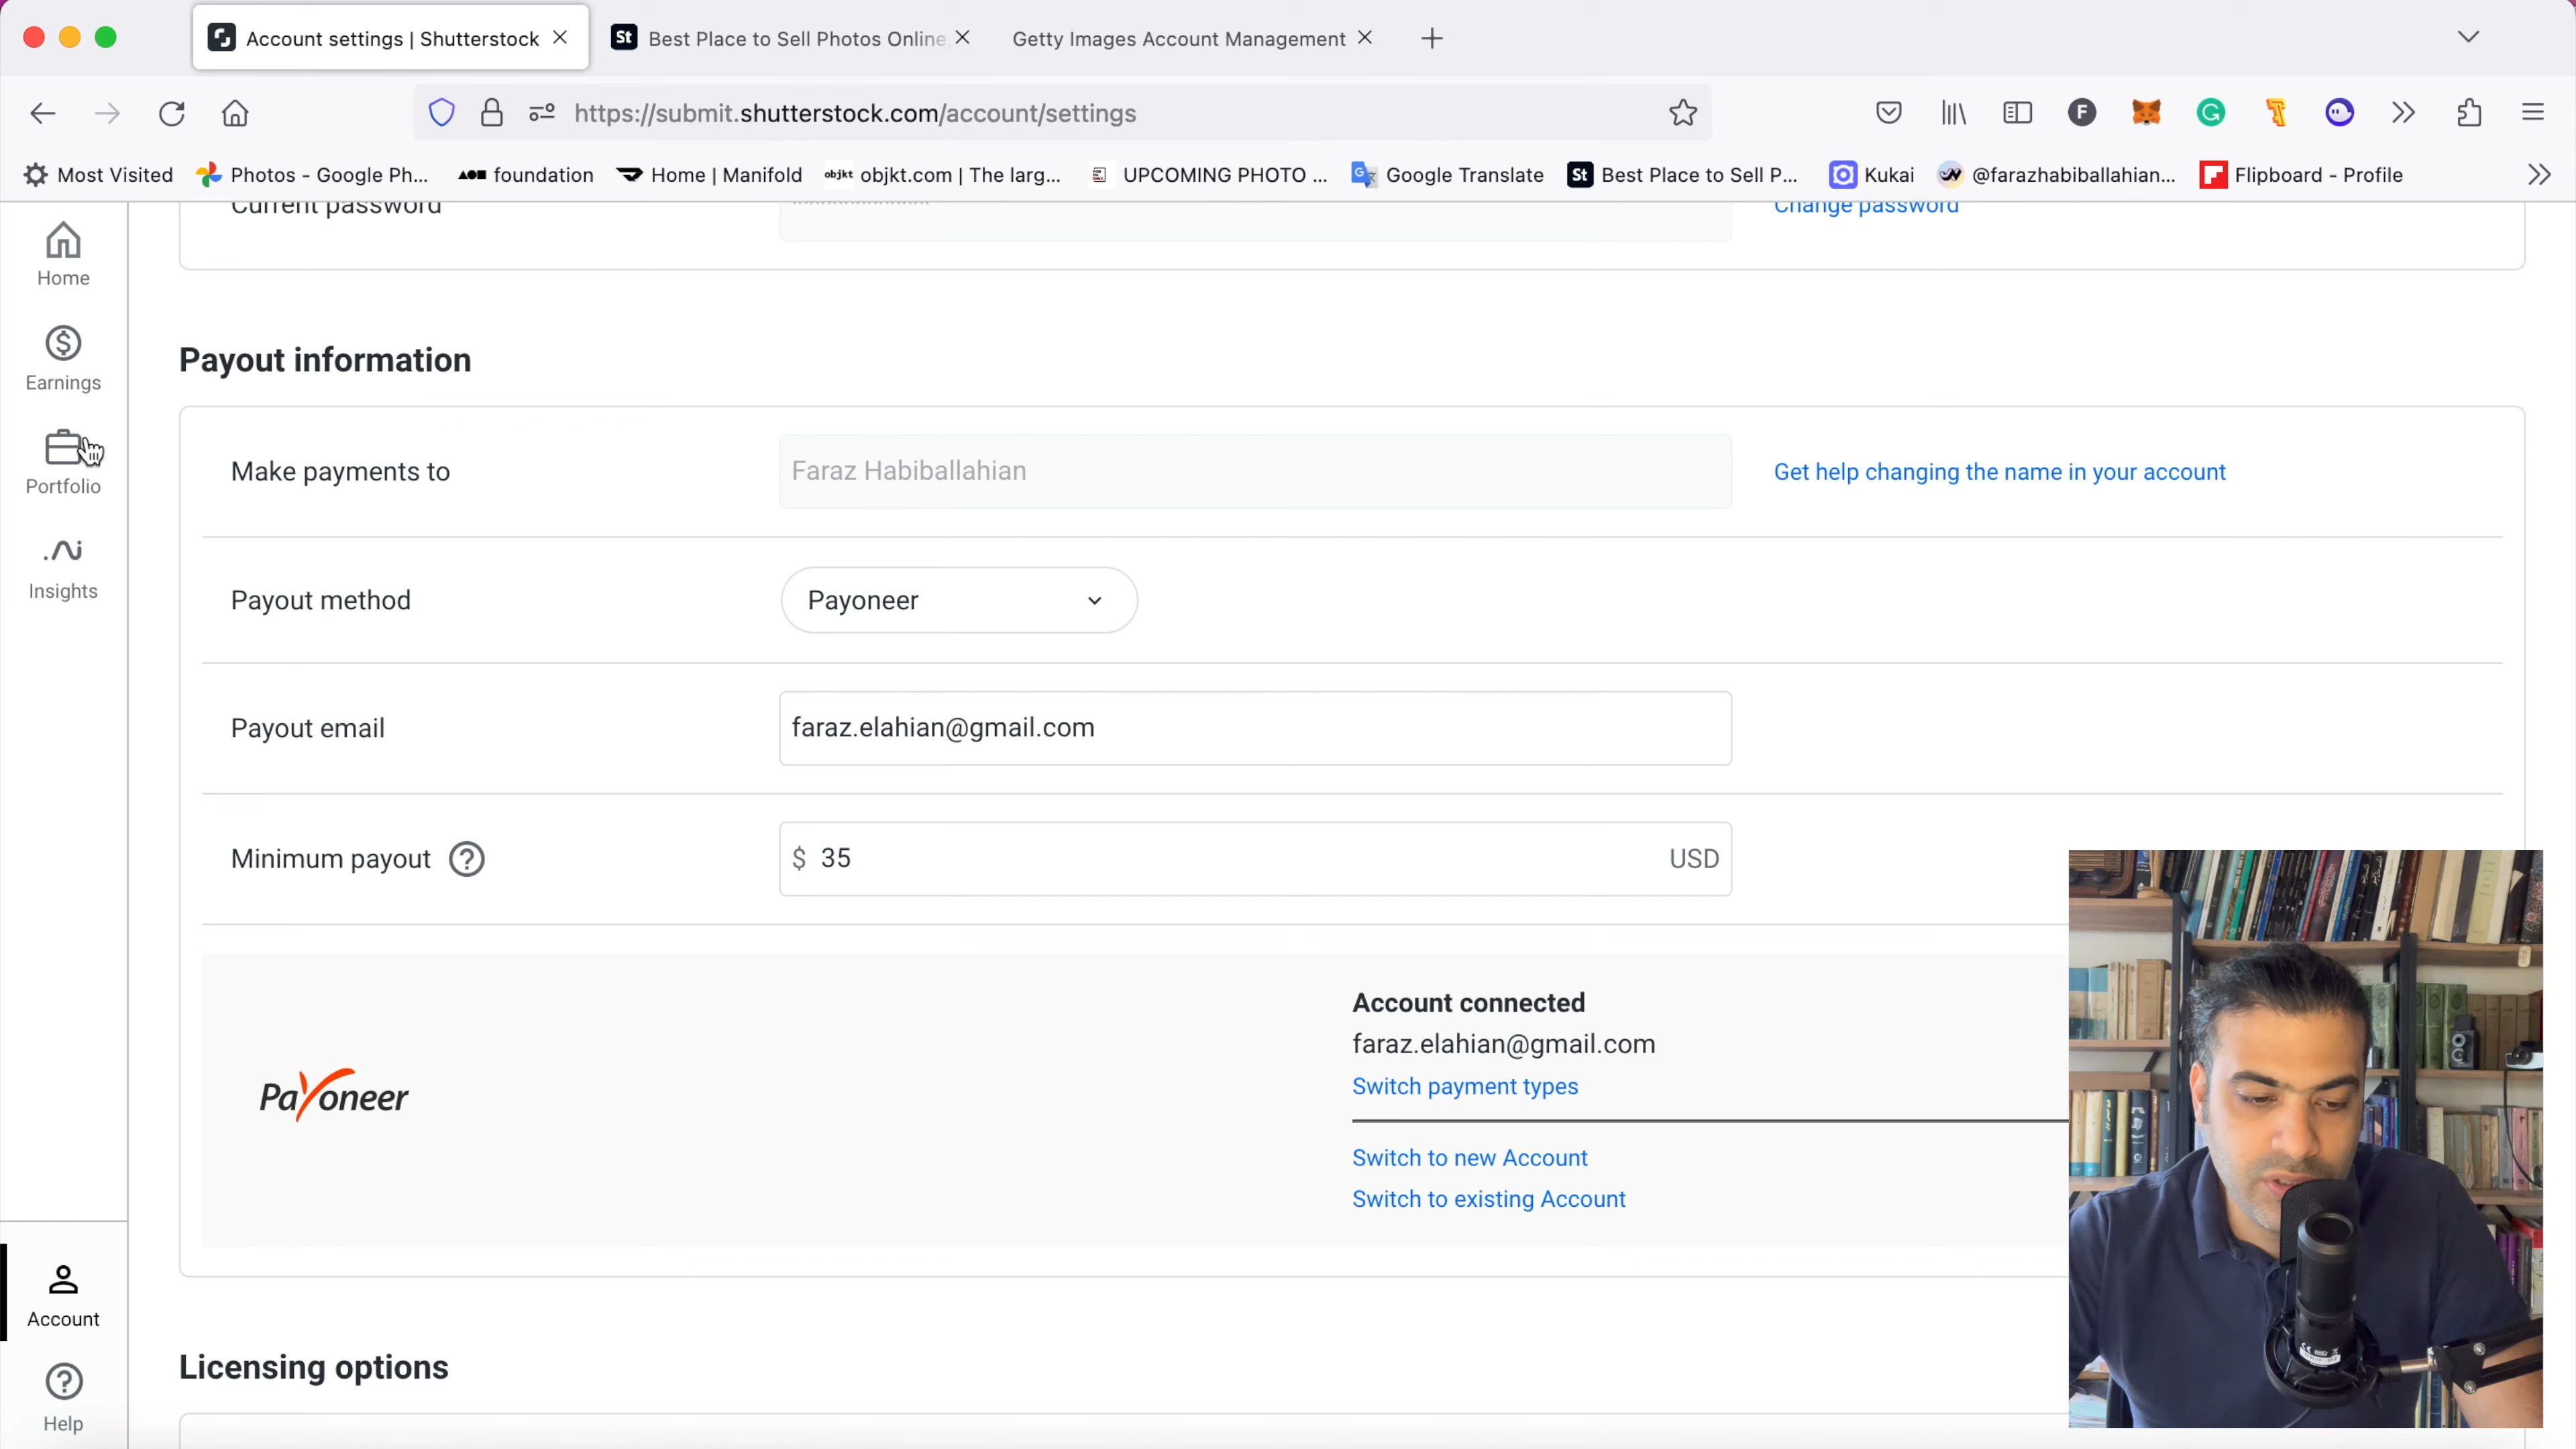 Account settings | Shutterstock
St Best Place to Sell Photos Online
Getty Images Account Management
https://submit.shutterstock.com/account/settings
F
G
Most Visited
Photos - Google Ph...
foundation
Home | Manifold
objkt objkt.com | The larg...
UPCOMING PHOTO ...
Google Translate
St Best Place to Sell P...
Kukai
@farazhabiballahian...
Flipboard - Profile
Home
Earnings
Portfolio
Insights
Account
Help
Current password
Change password
Payout information
Make payments to
Faraz Habiballahian
Get help changing the name in your account
Payout method
Payoneer
Payout email
faraz.elahian@gmail.com
Minimum payout ?
$ 35
USD
Payoneer
Account connected
faraz.elahian@gmail.com
Switch payment types
Switch to new Account
Switch to existing Account
Licensing options